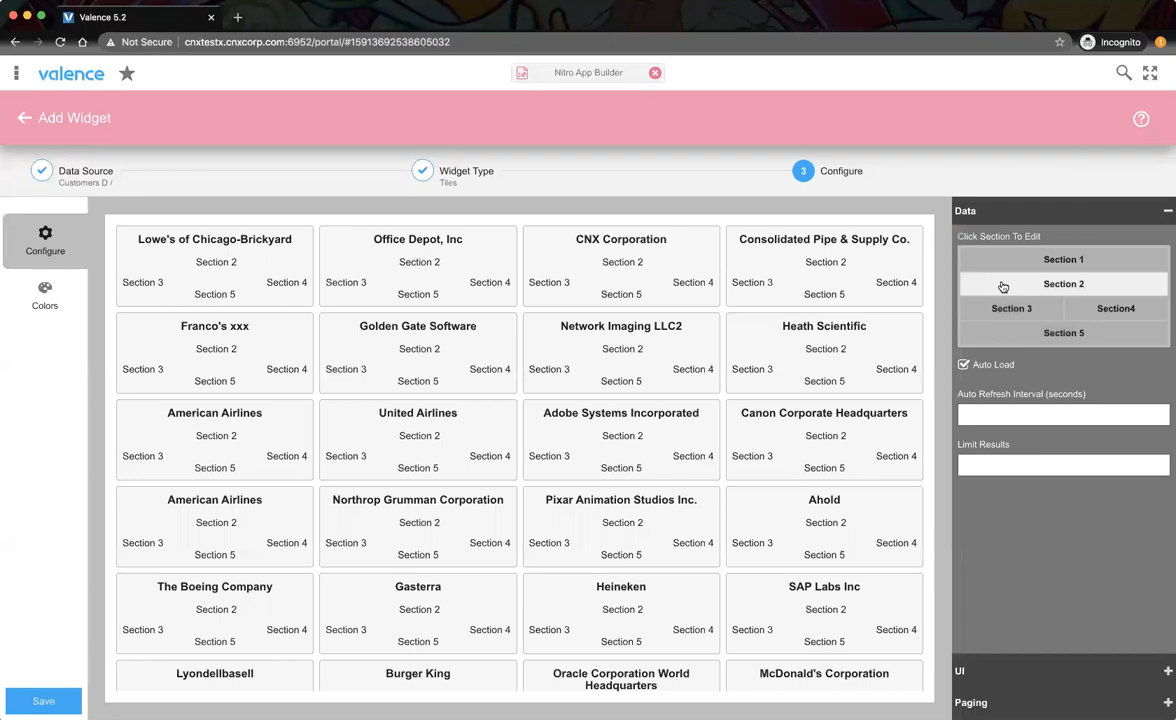 Valence 5.2
Not Secure
cnxtestx.cnxcorp.com:6952/portal/#15913692538605032
Incognito
valence
Nitro App Builder
Add Widget
Data Source
Customers D /
Widget Type
Tiles
3
Configure
Configure
Colors
Save
Lowe's of Chicago-Brickyard
Section 2
Section 3
Section 4
Section 5
Office Depot, Inc
Section 2
Section 3
Section 4
Section 5
CNX Corporation
Section 2
Section 3
Section 4
Section 5
Consolidated Pipe & Supply Co.
Section 2
Section 3
Section 4
Section 5
Franco's xxx
Section 2
Section 3
Section 4
Section 5
Golden Gate Software
Section 2
Section 3
Section 4
Section 5
Network Imaging LLC2
Section 2
Section 3
Section 4
Section 5
Heath Scientific
Section 2
Section 3
Section 4
Section 5
American Airlines
Section 2
Section 3
Section 4
Section 5
United Airlines
Section 2
Section 3
Section 4
Section 5
Adobe Systems Incorporated
Section 2
Section 3
Section 4
Section 5
Canon Corporate Headquarters
Section 2
Section 3
Section 4
Section 5
American Airlines
Section 2
Section 3
Section 4
Section 5
Northrop Grumman Corporation
Section 2
Section 3
Section 4
Section 5
Pixar Animation Studios Inc.
Section 2
Section 3
Section 4
Section 5
Ahold
Section 2
Section 3
Section 4
Section 5
The Boeing Company
Section 2
Section 3
Section 4
Section 5
Gasterra
Section 2
Section 3
Section 4
Section 5
Heineken
Section 2
Section 3
Section 4
Section 5
SAP Labs Inc
Section 2
Section 3
Section 4
Section 5
Lyondellbasell
Burger King
Oracle Corporation World
Headquarters
McDonald's Corporation
Data
Click Section To Edit
Section 1
Section 2
Section 3
Section4
Section 5
Auto Load
Auto Refresh Interval (seconds)
Limit Results
UI
Paging